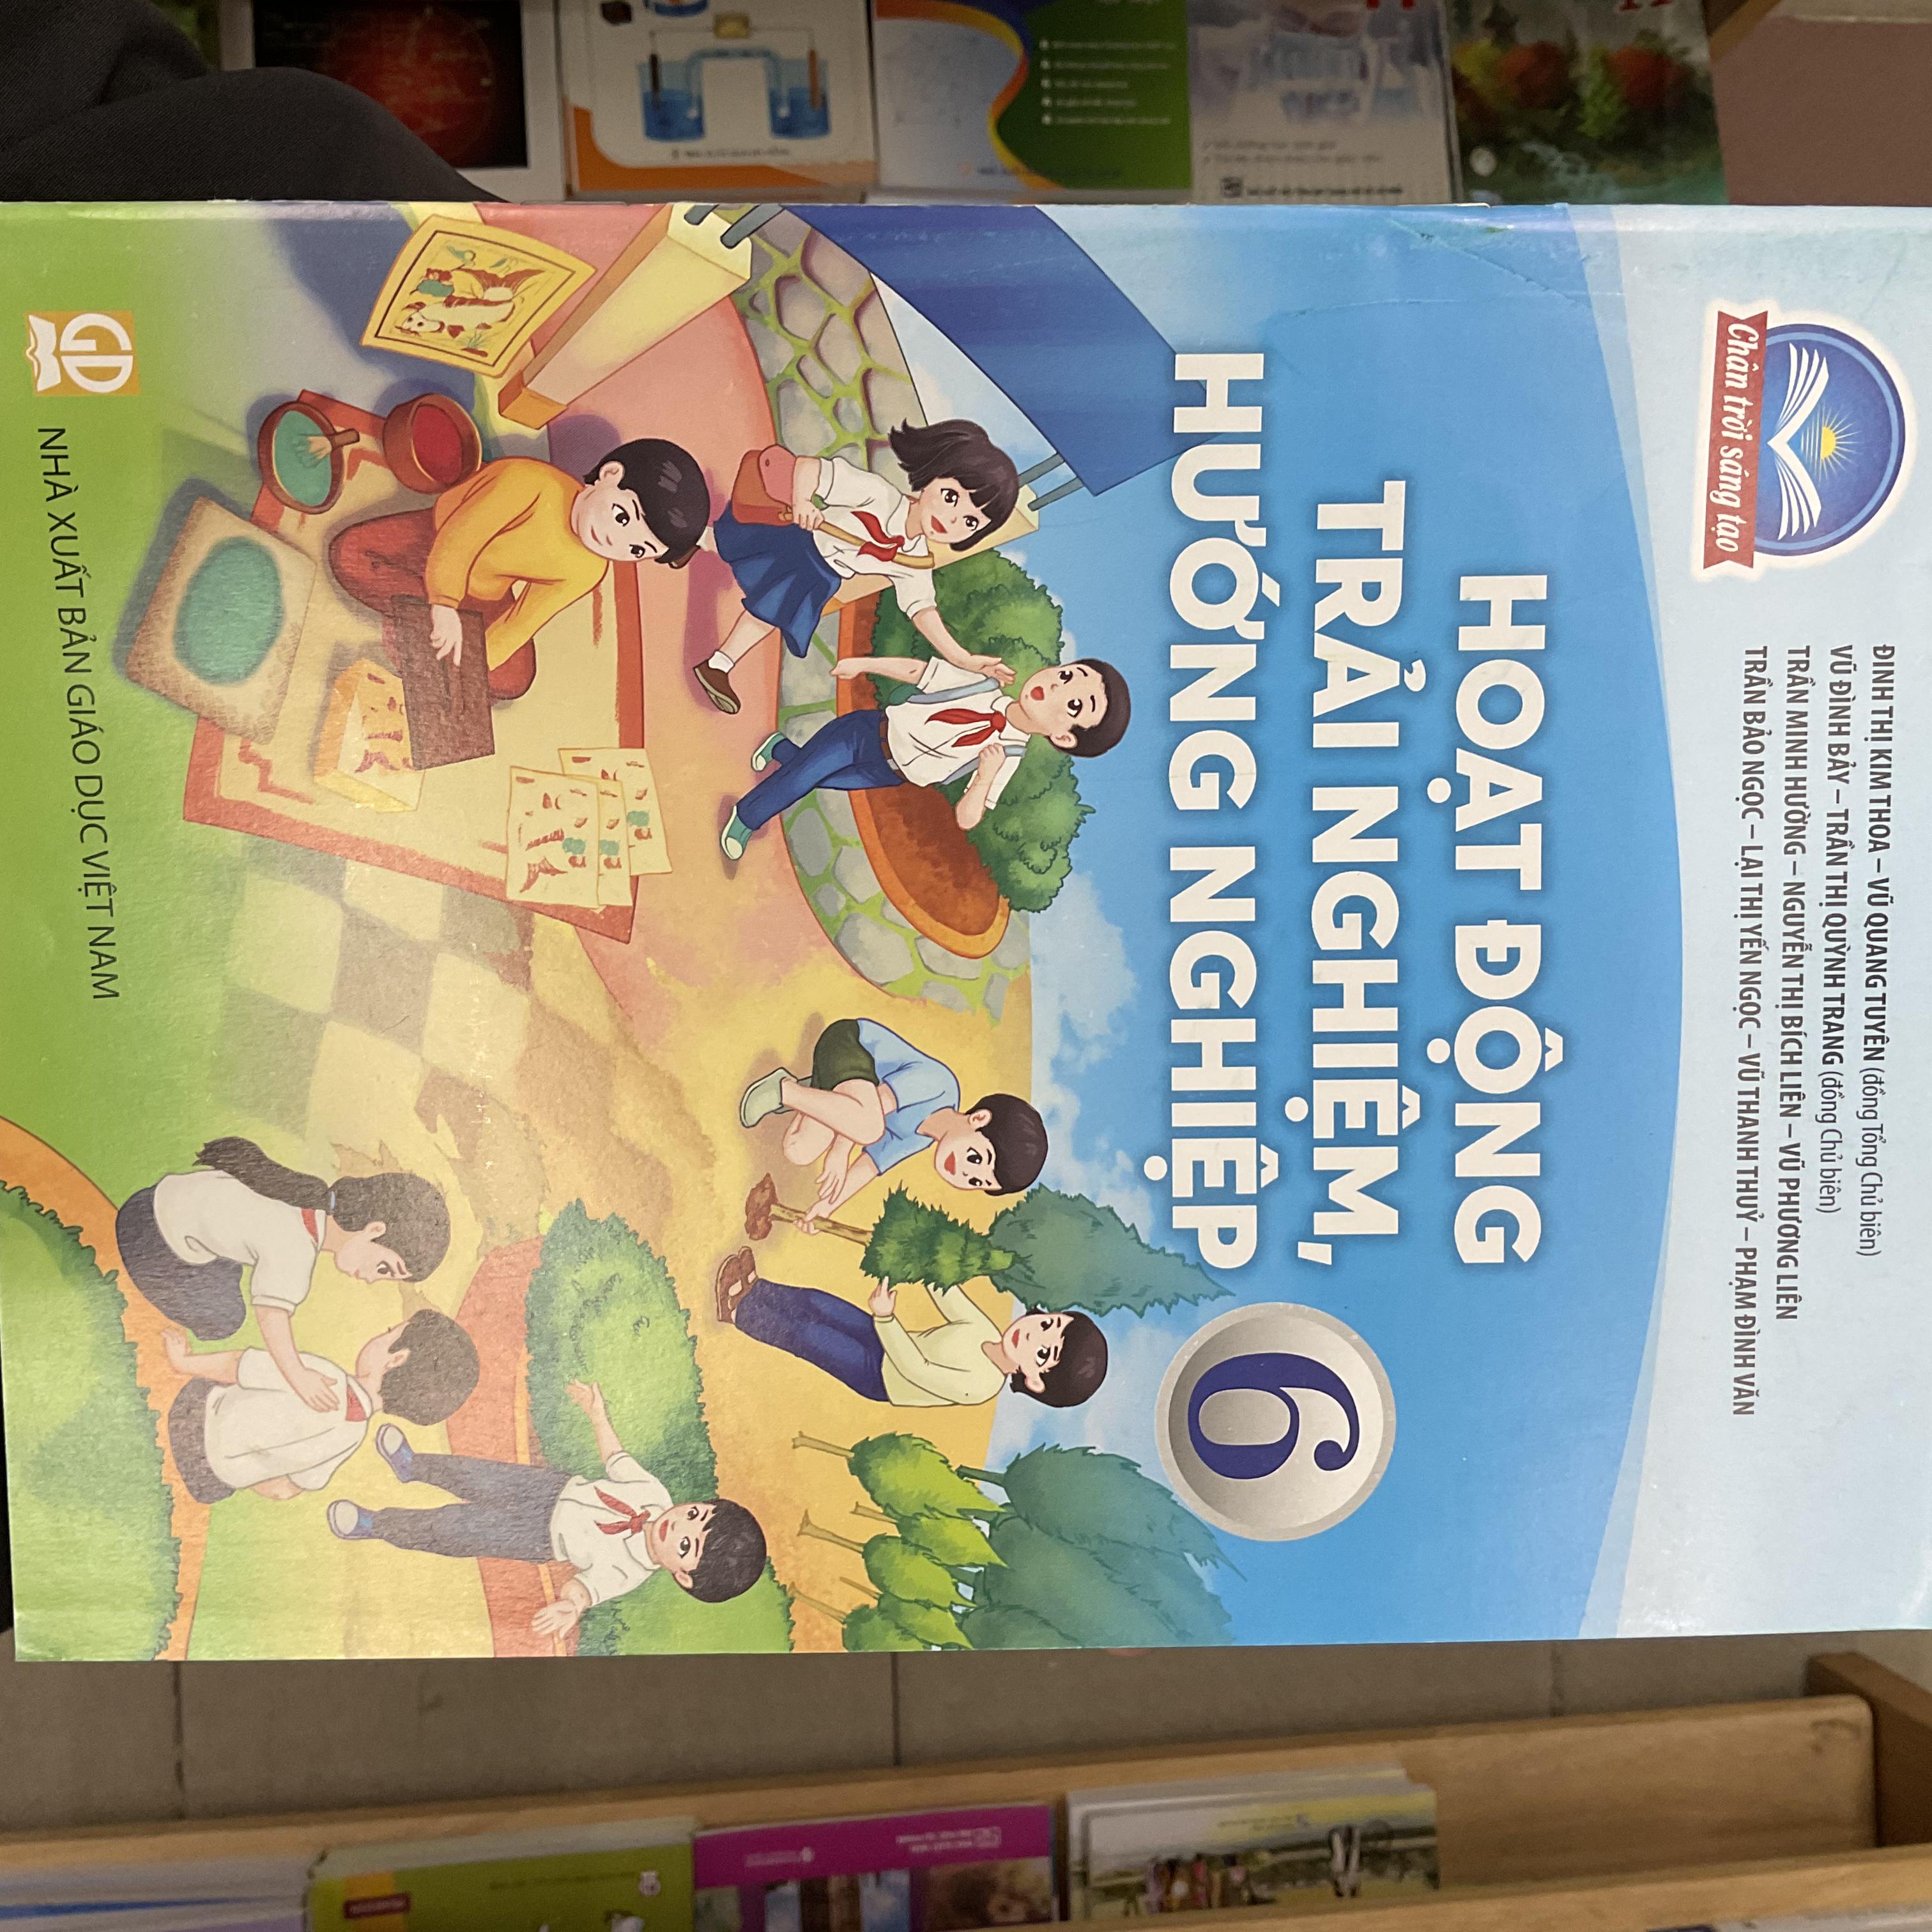 Chân trời sáng tạo
ĐINH THỊ KIM THOA – VŨ QUANG TUYÊN (đồng Tổng Chủ biên)
VŨ ĐÌNH BẢY – TRẦN THỊ QUỲNH TRANG (đồng Chủ biên)
TRẦN MINH HƯỜNG – NGUYỄN THỊ BÍCH LIÊN – VŨ PHƯƠNG LIÊN
TRẦN BẢO NGỌC – LẠI THỊ YẾN NGỌC – VŨ THANH THUỶ – PHẠM ĐÌNH VĂN
HOẠT ĐỘNG
TRẢI NGHIỆM,
HƯỚNG NGHIỆP
6
GD
NHÀ XUẤT BẢN GIÁO DỤC VIỆT NAM